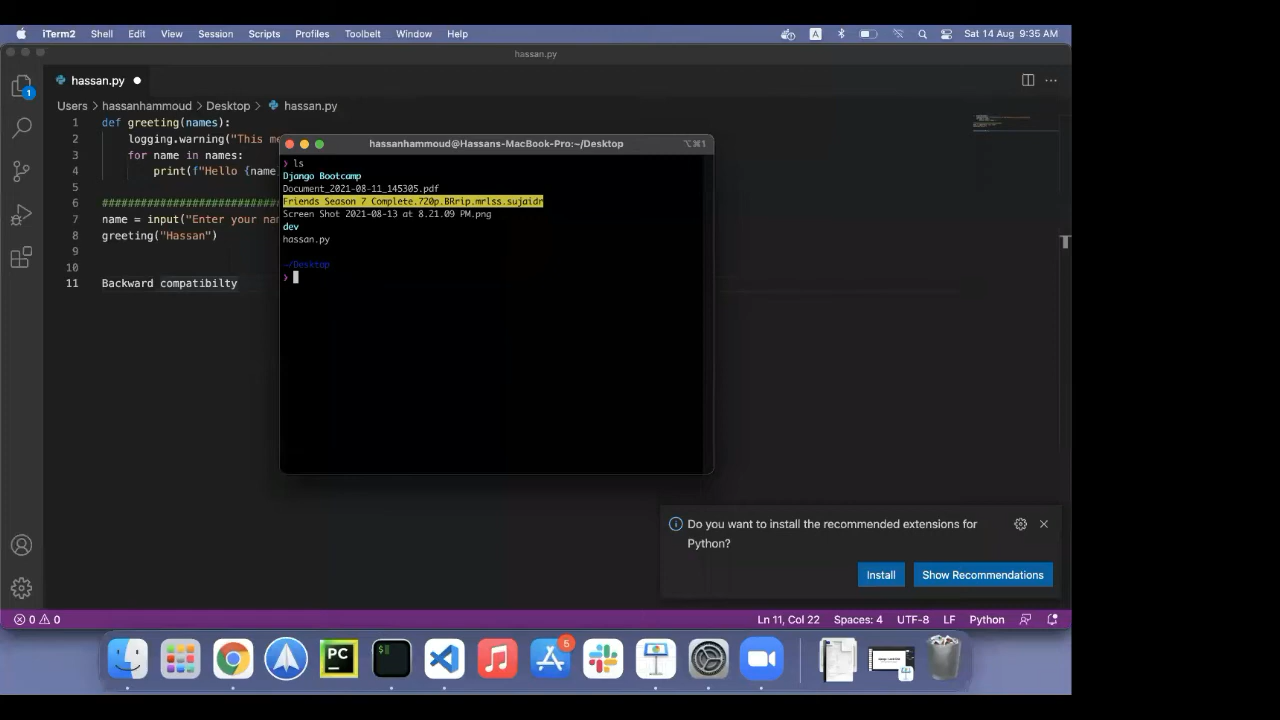 iTerm2 Shell Edit View Session Scripts Profiles Toolbelt Window Help A Sat 14 Aug 9:35 AM
hassan.py
hassan.py
1
Users hassanhammoud Desktop hassan.py
1 def greeting(names):
2 logging.warning("This me
3 for name in names:
4 print(f"Hello {name
5
6 ###########################
7 name = input("Enter your na
8 greeting("Hassan")
9
10
11 Backward compatibilty
hassanhammoud@Hassans-MacBook-Pro:~/Desktop ⌥⌘1
❯ ls
Django Bootcamp
Document_2021-08-11_145305.pdf
Friends Season 7 Complete.720p.BRrip.mrlss.sujaidr
Screen Shot 2021-08-13 at 8.21.09 PM.png
dev
hassan.py
~/Desktop
❯
Do you want to install the recommended extensions for
Python?
Install Show Recommendations
0 0 Ln 11, Col 22 Spaces: 4 UTF-8 LF Python
PC $ 5